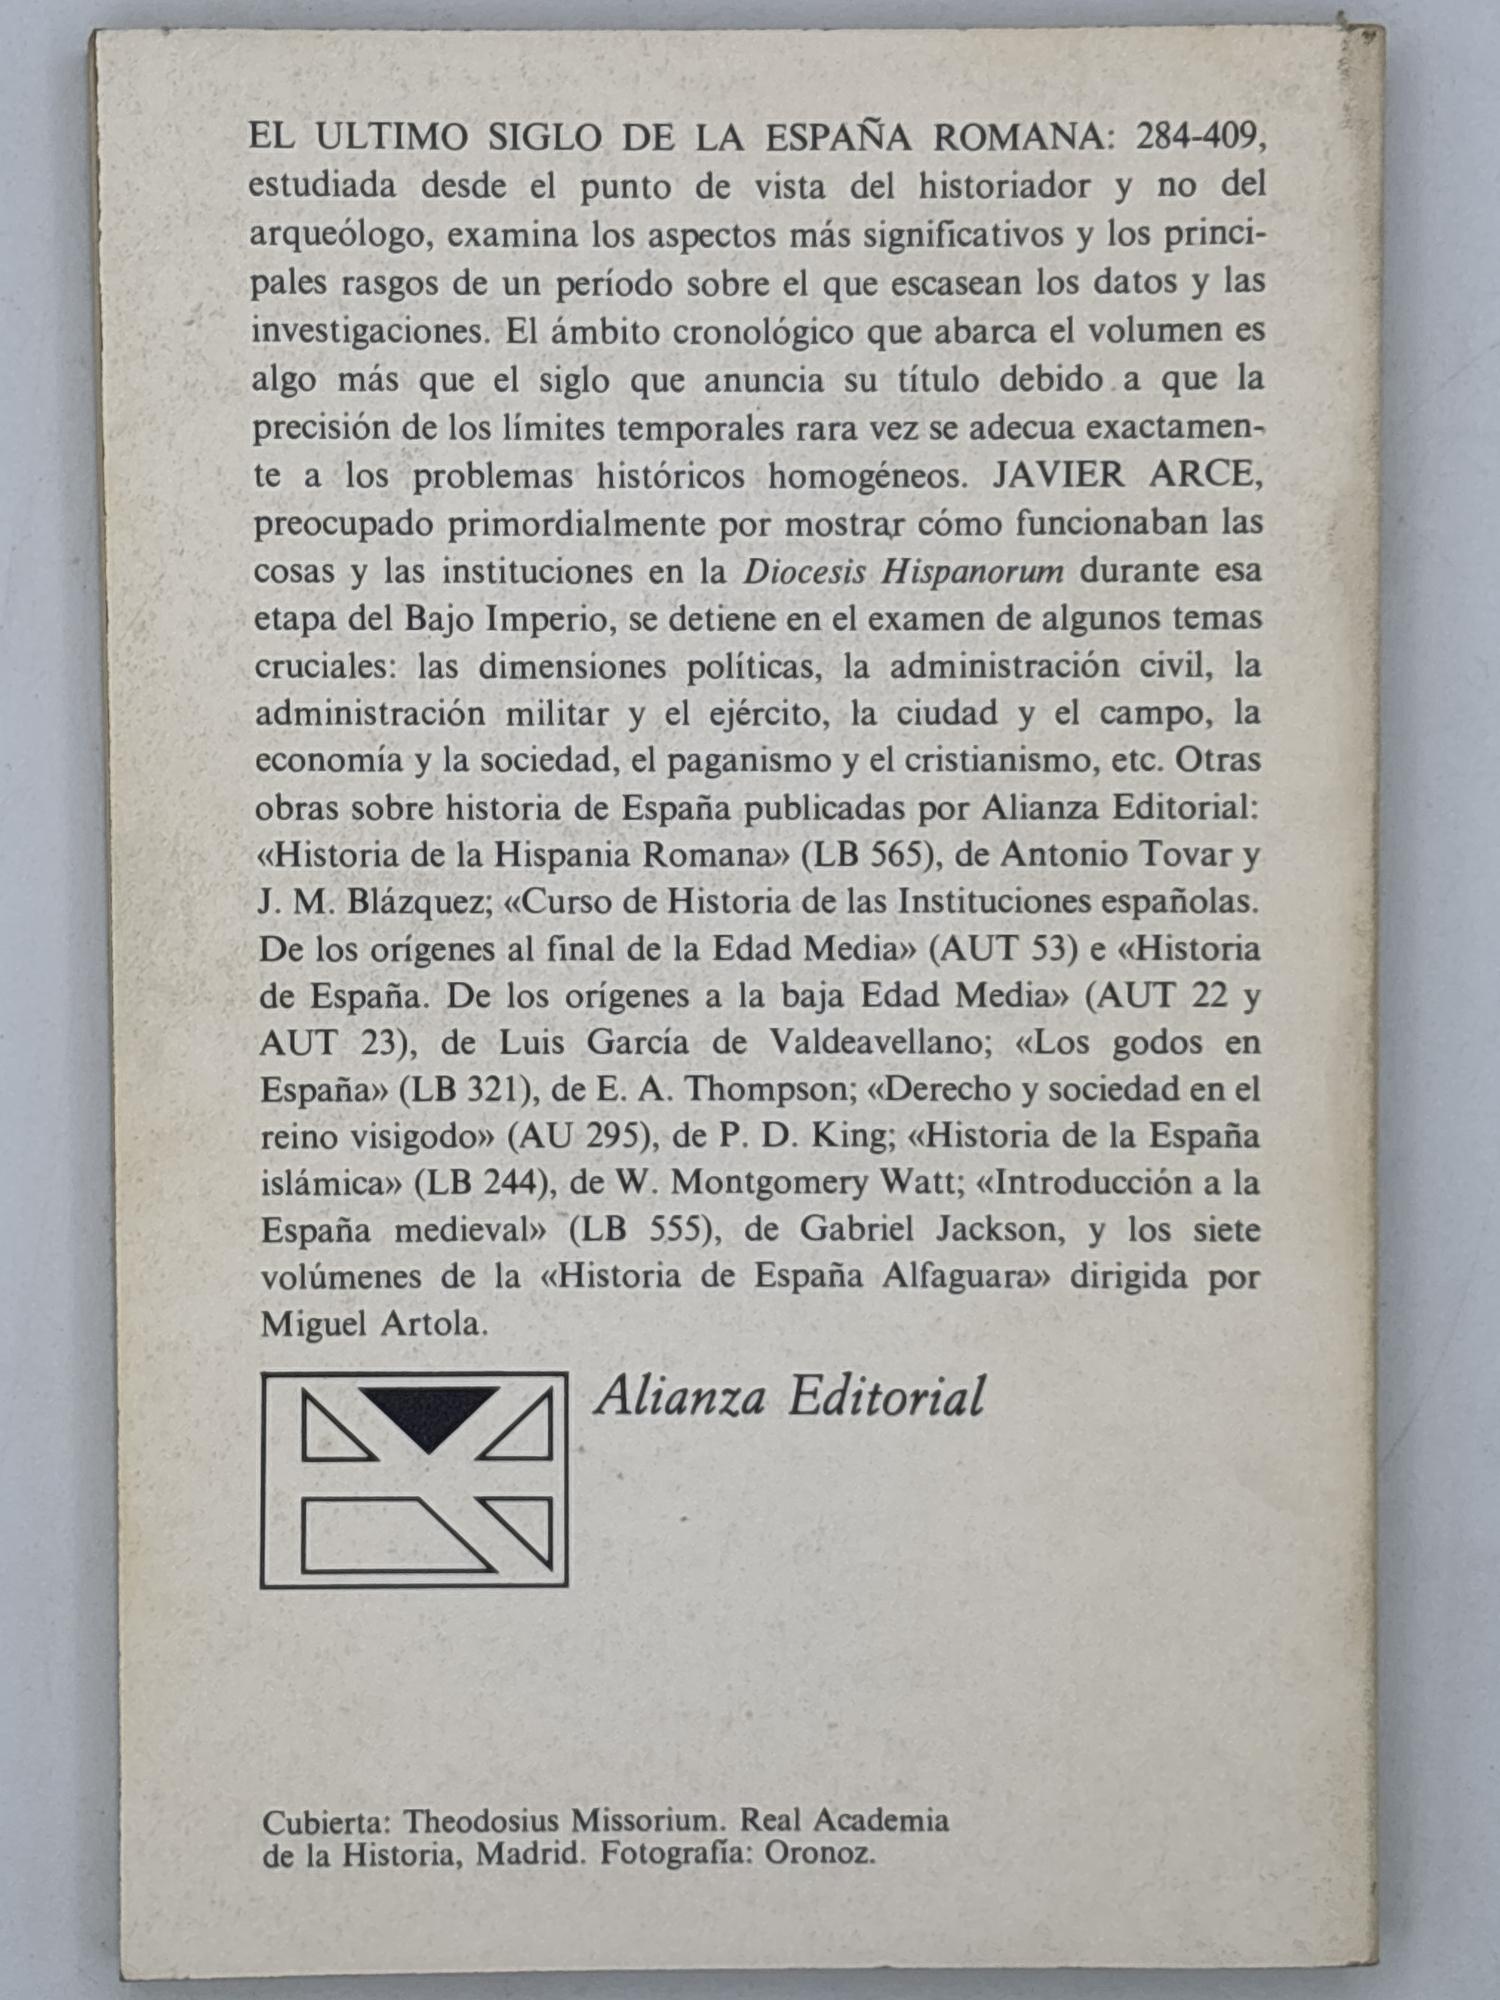 EL ULTIMO SIGLO DE LA ESPAÑA ROMANA: 284-409,
estudiada desde el punto de vista del historiador y no del
arqueólogo, examina los aspectos más significativos y los princi-
pales rasgos de un período sobre el que escasean los datos y las
investigaciones. El ámbito cronológico que abarca el volumen es
algo más que el siglo que anuncia su título debido a que la
precisión de los límites temporales rara vez se adecua exactamen-
te a los problemas históricos homogéneos. JAVIER ARCE,
preocupado primordialmente por mostrar cómo funcionaban las
cosas y las instituciones en la Diocesis Hispanorum durante esa
etapa del Bajo Imperio, se detiene en el examen de algunos temas
cruciales: las dimensiones políticas, la administración civil, la
administración militar y el ejército, la ciudad y el campo, la
economía y la sociedad, el paganismo y el cristianismo, etc. Otras
obras sobre historia de España publicadas por Alianza Editorial:
«Historia de la Hispania Romana» (LB 565), de Antonio Tovar y
J. M. Blázquez; «Curso de Historia de las Instituciones españolas.
De los orígenes al final de la Edad Media» (AUT 53) e «Historia
de España. De los orígenes a la baja Edad Media» (AUT 22 y
AUT 23), de Luis García de Valdeavellano; «Los godos en
España» (LB 321), de E. A. Thompson; «Derecho y sociedad en el
reino visigodo» (AU 295), de P. D. King; «Historia de la España
islámica» (LB 244), de W. Montgomery Watt; «Introducción a la
España medieval» (LB 555), de Gabriel Jackson, y los siete
volúmenes de la «Historia de España Alfaguara» dirigida por
Miguel Artola.
Alianza Editorial
Cubierta: Theodosius Missorium. Real Academia
de la Historia, Madrid. Fotografía: Oronoz.